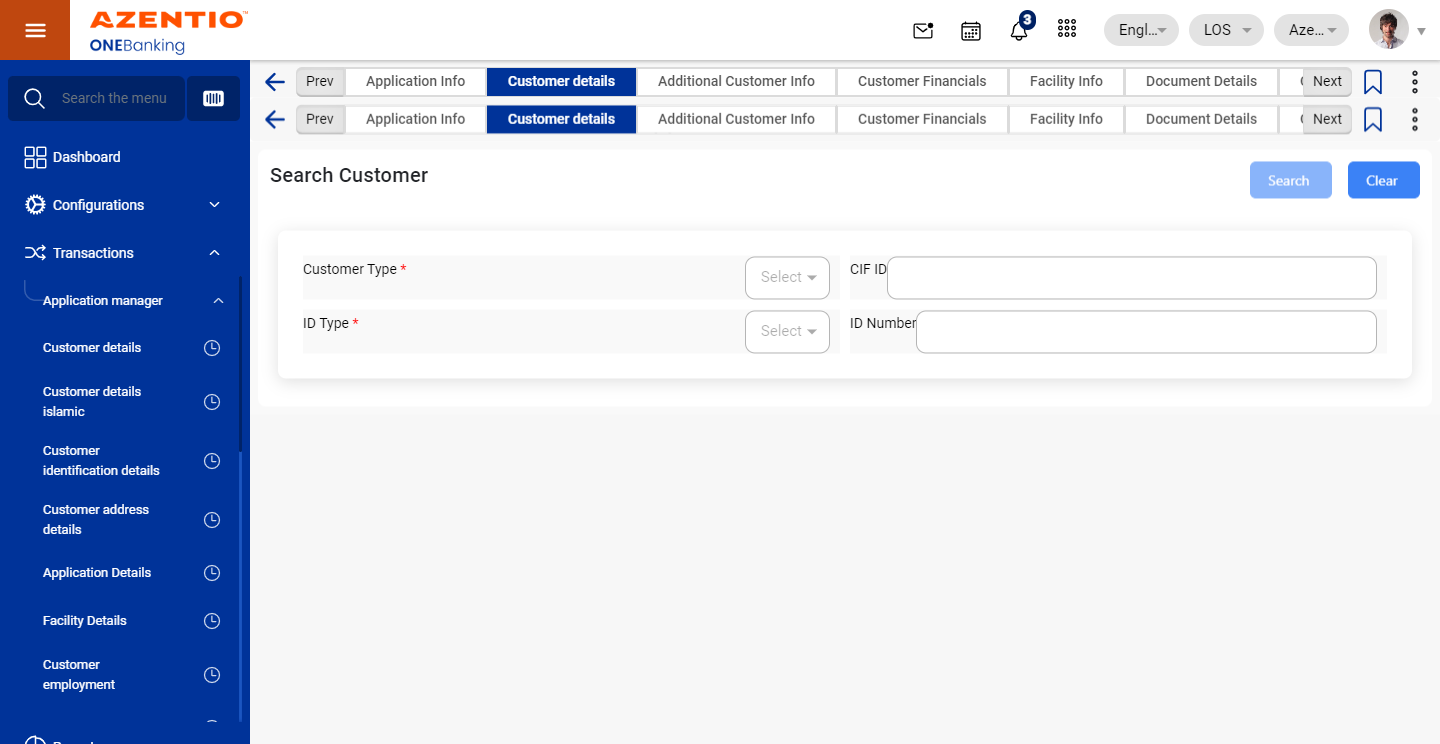 AZENTIO™
ONEBanking
3
Engl...
LOS
Aze...
Search the menu
Dashboard
Configurations
Transactions
Application manager
Customer details
Customer details
islamic
Customer
identification details
Customer address
details
Application Details
Facility Details
Customer
employment
Prev Application Info Customer details Additional Customer Info Customer Financials Facility Info Document Details Next
Prev Application Info Customer details Additional Customer Info Customer Financials Facility Info Document Details Next
Search Customer
Search
Clear
Customer Type *
Select
CIF ID
ID Type *
Select
ID Number